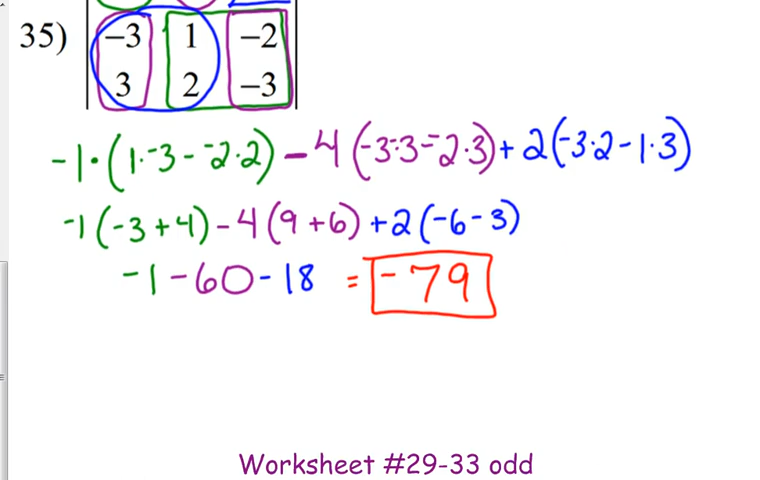 35) −3 1 −2
3 2 −3
-1·(1·-3 - -2·2) - 4(-3·-3 - -2·3) + 2(-3·2 - 1·3)
-1(-3+4) - 4(9+6) + 2(-6-3)
-1 - 60 - 18 = -79
Worksheet #29-33 odd